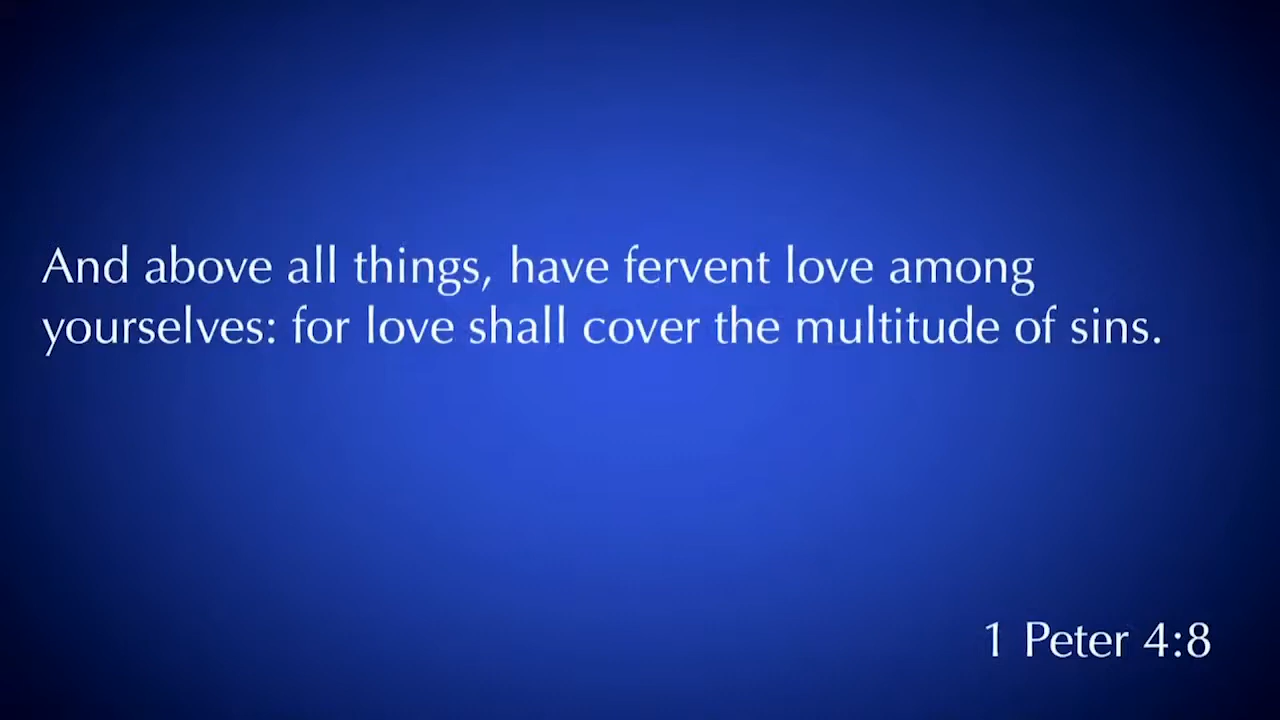 And above all things, have fervent love among
yourselves: for love shall cover the multitude of sins.
1 Peter 4:8